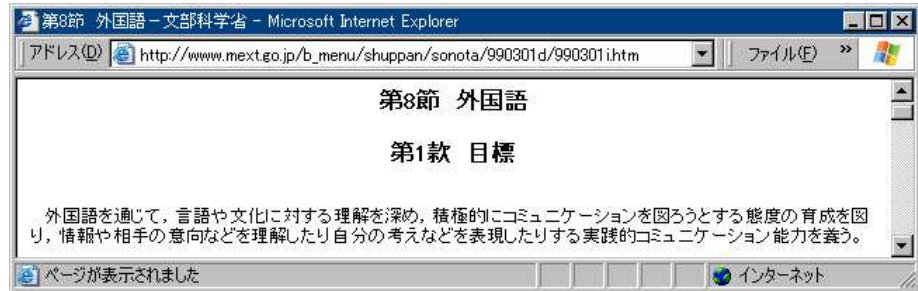 第8節 外国語－文部科学省 - Microsoft Internet Explorer
アドレス(D) http://www.mext.go.jp/b_menu/shuppan/sonota/990301d/990301i.htm ファイル(F) »
第8節 外国語
第1款 目標
外国語を通じて，言語や文化に対する理解を深め，積極的にコミュニケーションを図ろうとする態度の育成を図
り，情報や相手の意向などを理解したり自分の考えなどを表現したりする実践的コミュニケーション能力を養う。
ページが表示されました インターネット